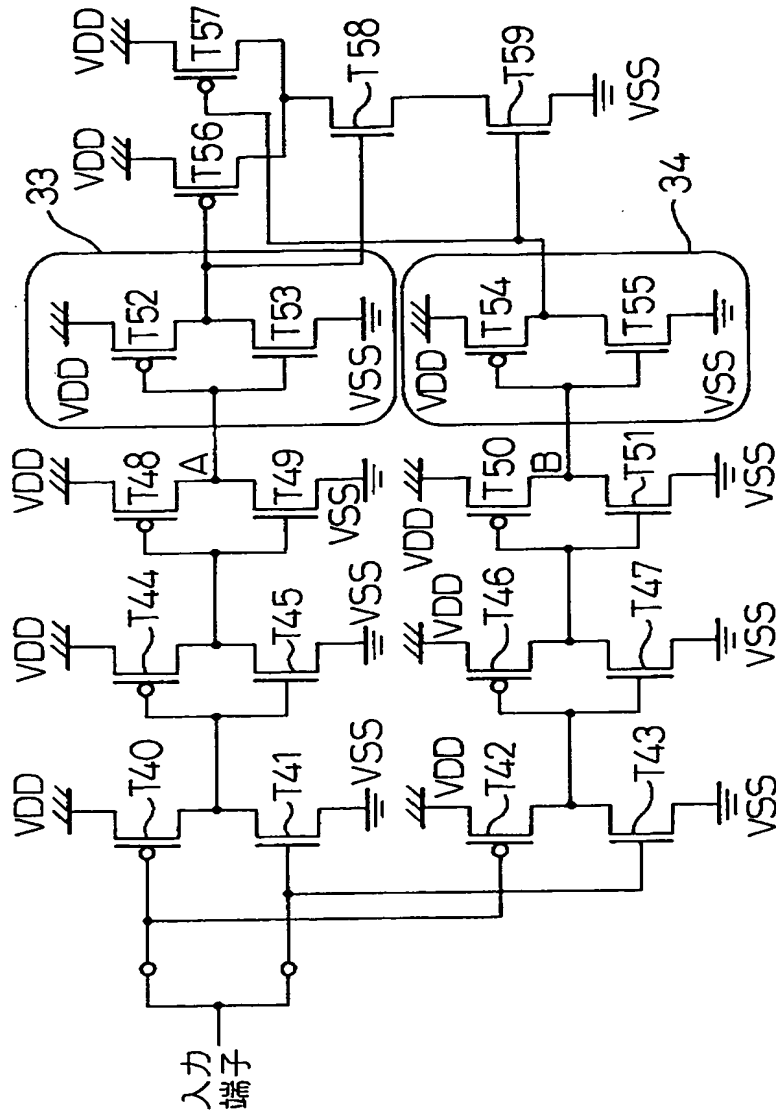 VDD
VDD
33
T56
T57
VDD
VDD
VDD
VDD
T40
T44
T48
A
T52
T58
T41
T45
T49
T53
T59
VSS
VSS
VSS
VSS
VSS
34
入力
端子
VDD
VDD
VDD
VDD
T42
T46
T50
B
T54
T43
T47
T51
T55
VSS
VSS
VSS
VSS